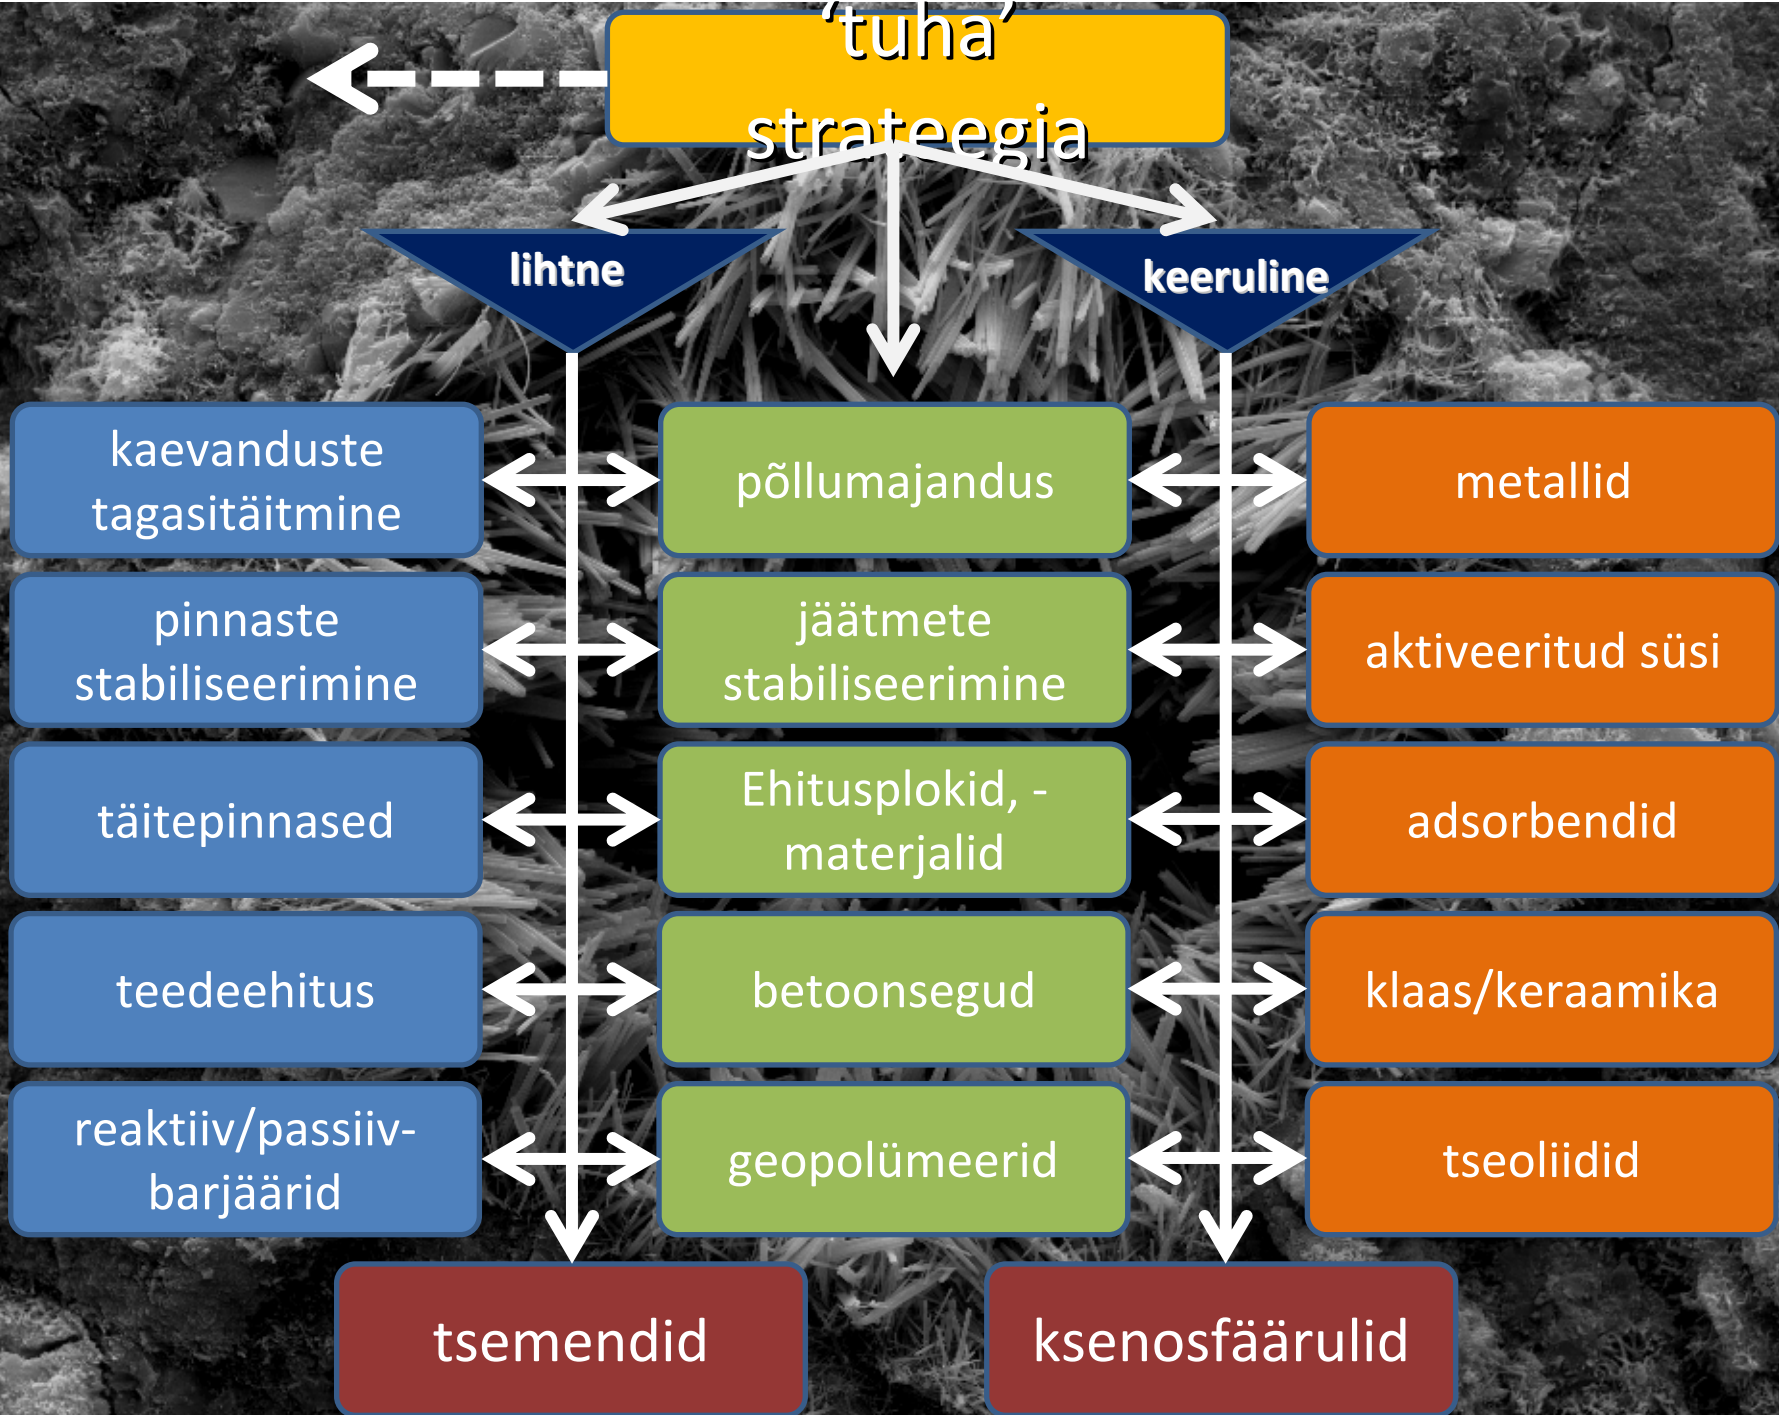 ‘tuha’
strateegia
lihtne
keeruline
kaevanduste
tagasitäitmine
põllumajandus
metallid
pinnaste
stabiliseerimine
jäätmete
stabiliseerimine
aktiveeritud süsi
täitepinnased
Ehitusplokid, -
materjalid
adsorbendid
teedeehitus
betoonsegud
klaas/keraamika
reaktiiv/passiiv-
barjäärid
geopolümeerid
tseoliidid
tsemendid
ksenosfäärulid